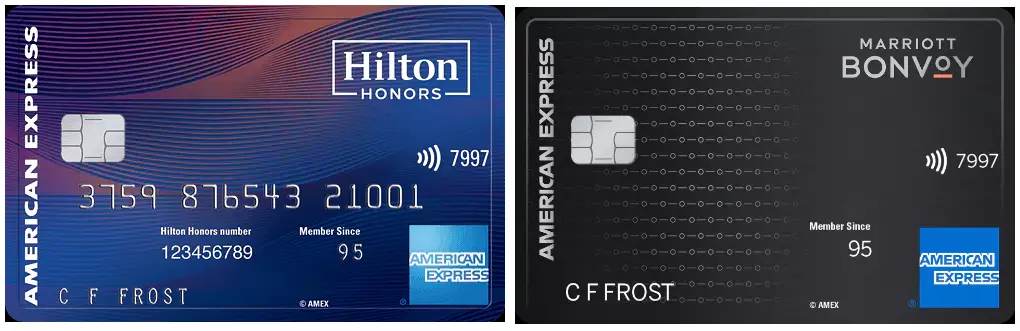 AMERICAN EXPRESS
Hilton
HONORS
7997
3759 876543 21001
Hilton Honors number
123456789
Member Since
95
AMERICAN
EXPRESS
®
C F FROST
© AMEX
AMERICAN EXPRESS
MARRIOTT
BONVOY
7997
Member Since
95
AMERICAN
EXPRESS
®
C F FROST
© AMEX